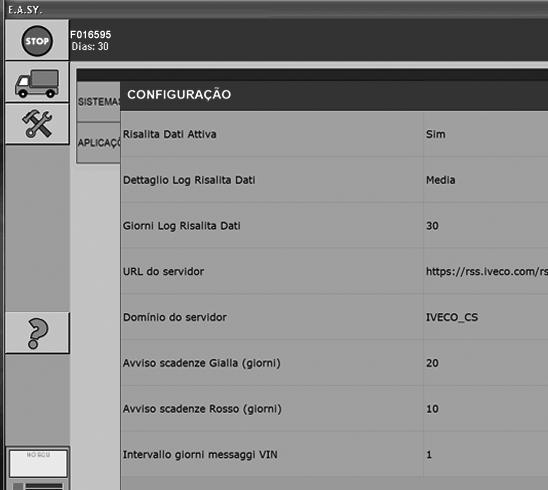 E.A.SY.
STOP
F016595
Dias: 30
SISTEMAS
CONFIGURAÇÃO
APLICAÇÕ
Risalita Dati Attiva Sim
Dettaglio Log Risalita Dati Media
Giorni Log Risalita Dati 30
URL do servidor https://rss.iveco.com/rs
Domínio do servidor IVECO_CS
Avviso scadenze Gialla (giorni) 20
Avviso scadenze Rosso (giorni) 10
Intervallo giorni messaggi VIN 1
NO ECU